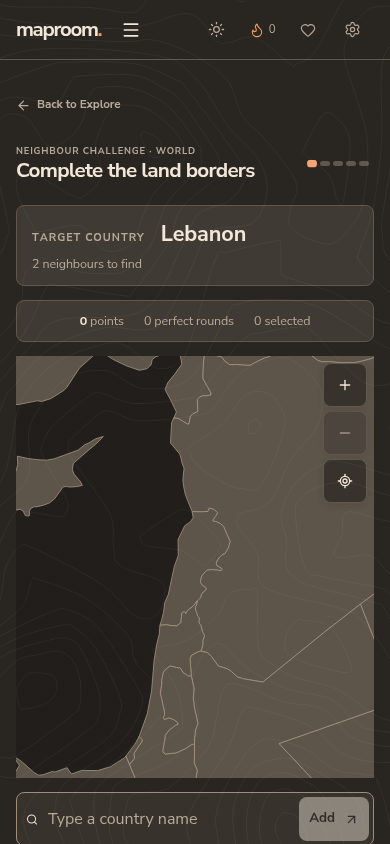 maproom.
0
Back to Explore
NEIGHBOUR CHALLENGE · WORLD
Complete the land borders
TARGET COUNTRY Lebanon
2 neighbours to find
0 points 0 perfect rounds 0 selected
+
−
Type a country name
Add